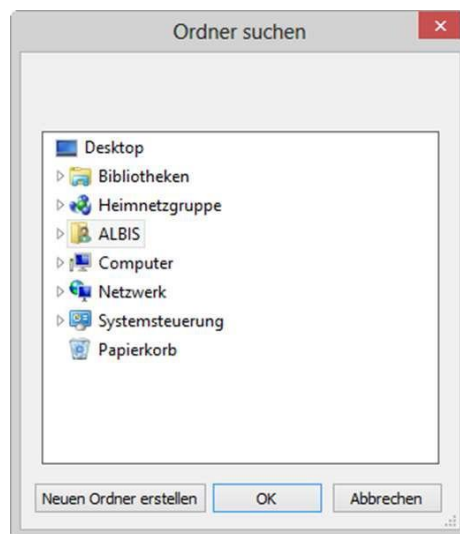 Ordner suchen
Desktop
Bibliotheken
Heimnetzgruppe
ALBIS
Computer
Netzwerk
Systemsteuerung
Papierkorb
Neuen Ordner erstellen OK Abbrechen